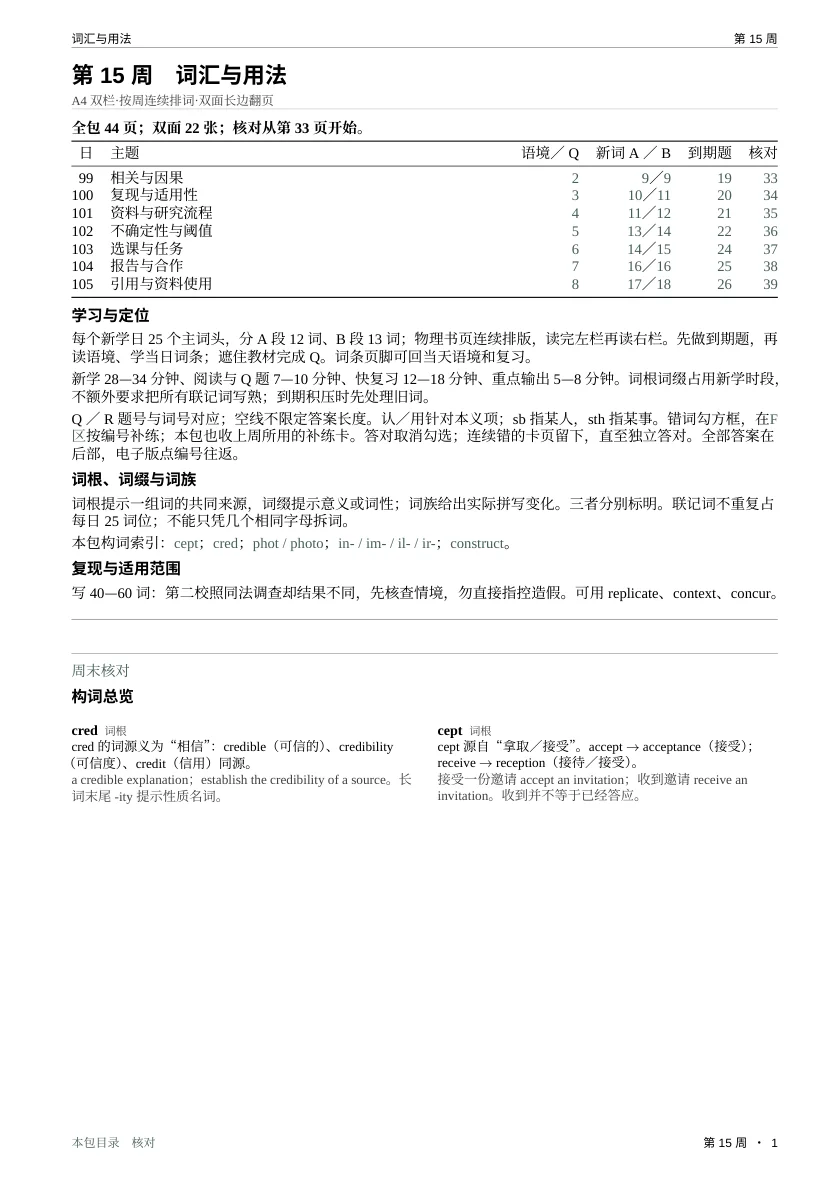 词汇与用法 第 15 周
第 15 周　词汇与用法
A4 双栏·按周连续排词·双面长边翻页
全包 44 页；双面 22 张；核对从第 33 页开始。
日 主题 语境／ Q 新词 A ／ B 到期题 核对
99 相关与因果 2 9／9 19 33
100 复现与适用性 3 10／11 20 34
101 资料与研究流程 4 11／12 21 35
102 不确定性与阈值 5 13／14 22 36
103 选课与任务 6 14／15 24 37
104 报告与合作 7 16／16 25 38
105 引用与资料使用 8 17／18 26 39
学习与定位
每个新学日 25 个主词头，分 A 段 12 词、B 段 13 词；物理书页连续排版，读完左栏再读右栏。先做到期题，再
读语境、学当日词条；遮住教材完成 Q。词条页脚可回当天语境和复习。
新学 28—34 分钟、阅读与 Q 题 7—10 分钟、快复习 12—18 分钟、重点输出 5—8 分钟。词根词缀占用新学时段，
不额外要求把所有联记词写熟；到期积压时先处理旧词。
Q ／ R 题号与词号对应；空线不限定答案长度。认／用针对本义项；sb 指某人，sth 指某事。错词勾方框，在F
区按编号补练；本包也收上周所用的补练卡。答对取消勾选；连续错的卡页留下，直至独立答对。全部答案在
后部，电子版点编号往返。
词根、词缀与词族
词根提示一组词的共同来源，词缀提示意义或词性；词族给出实际拼写变化。三者分别标明。联记词不重复占
每日 25 词位；不能只凭几个相同字母拆词。
本包构词索引：cept；cred；phot / photo；in- / im- / il- / ir-；construct。
复现与适用范围
写 40—60 词：第二校照同法调查却结果不同，先核查情境，勿直接指控造假。可用 replicate、context、concur。
周末核对
构词总览
cred 词根
cred 的词源义为“相信”：credible（可信的）、credibility
（可信度）、credit（信用）同源。
a credible explanation；establish the credibility of a source。长
词末尾 -ity 提示性质名词。
cept 词根
cept 源自“拿取／接受”。accept → acceptance（接受）；
receive → reception（接待／接受）。
接受一份邀请 accept an invitation；收到邀请 receive an
invitation。收到并不等于已经答应。
本包目录　核对 第 15 周 • 1